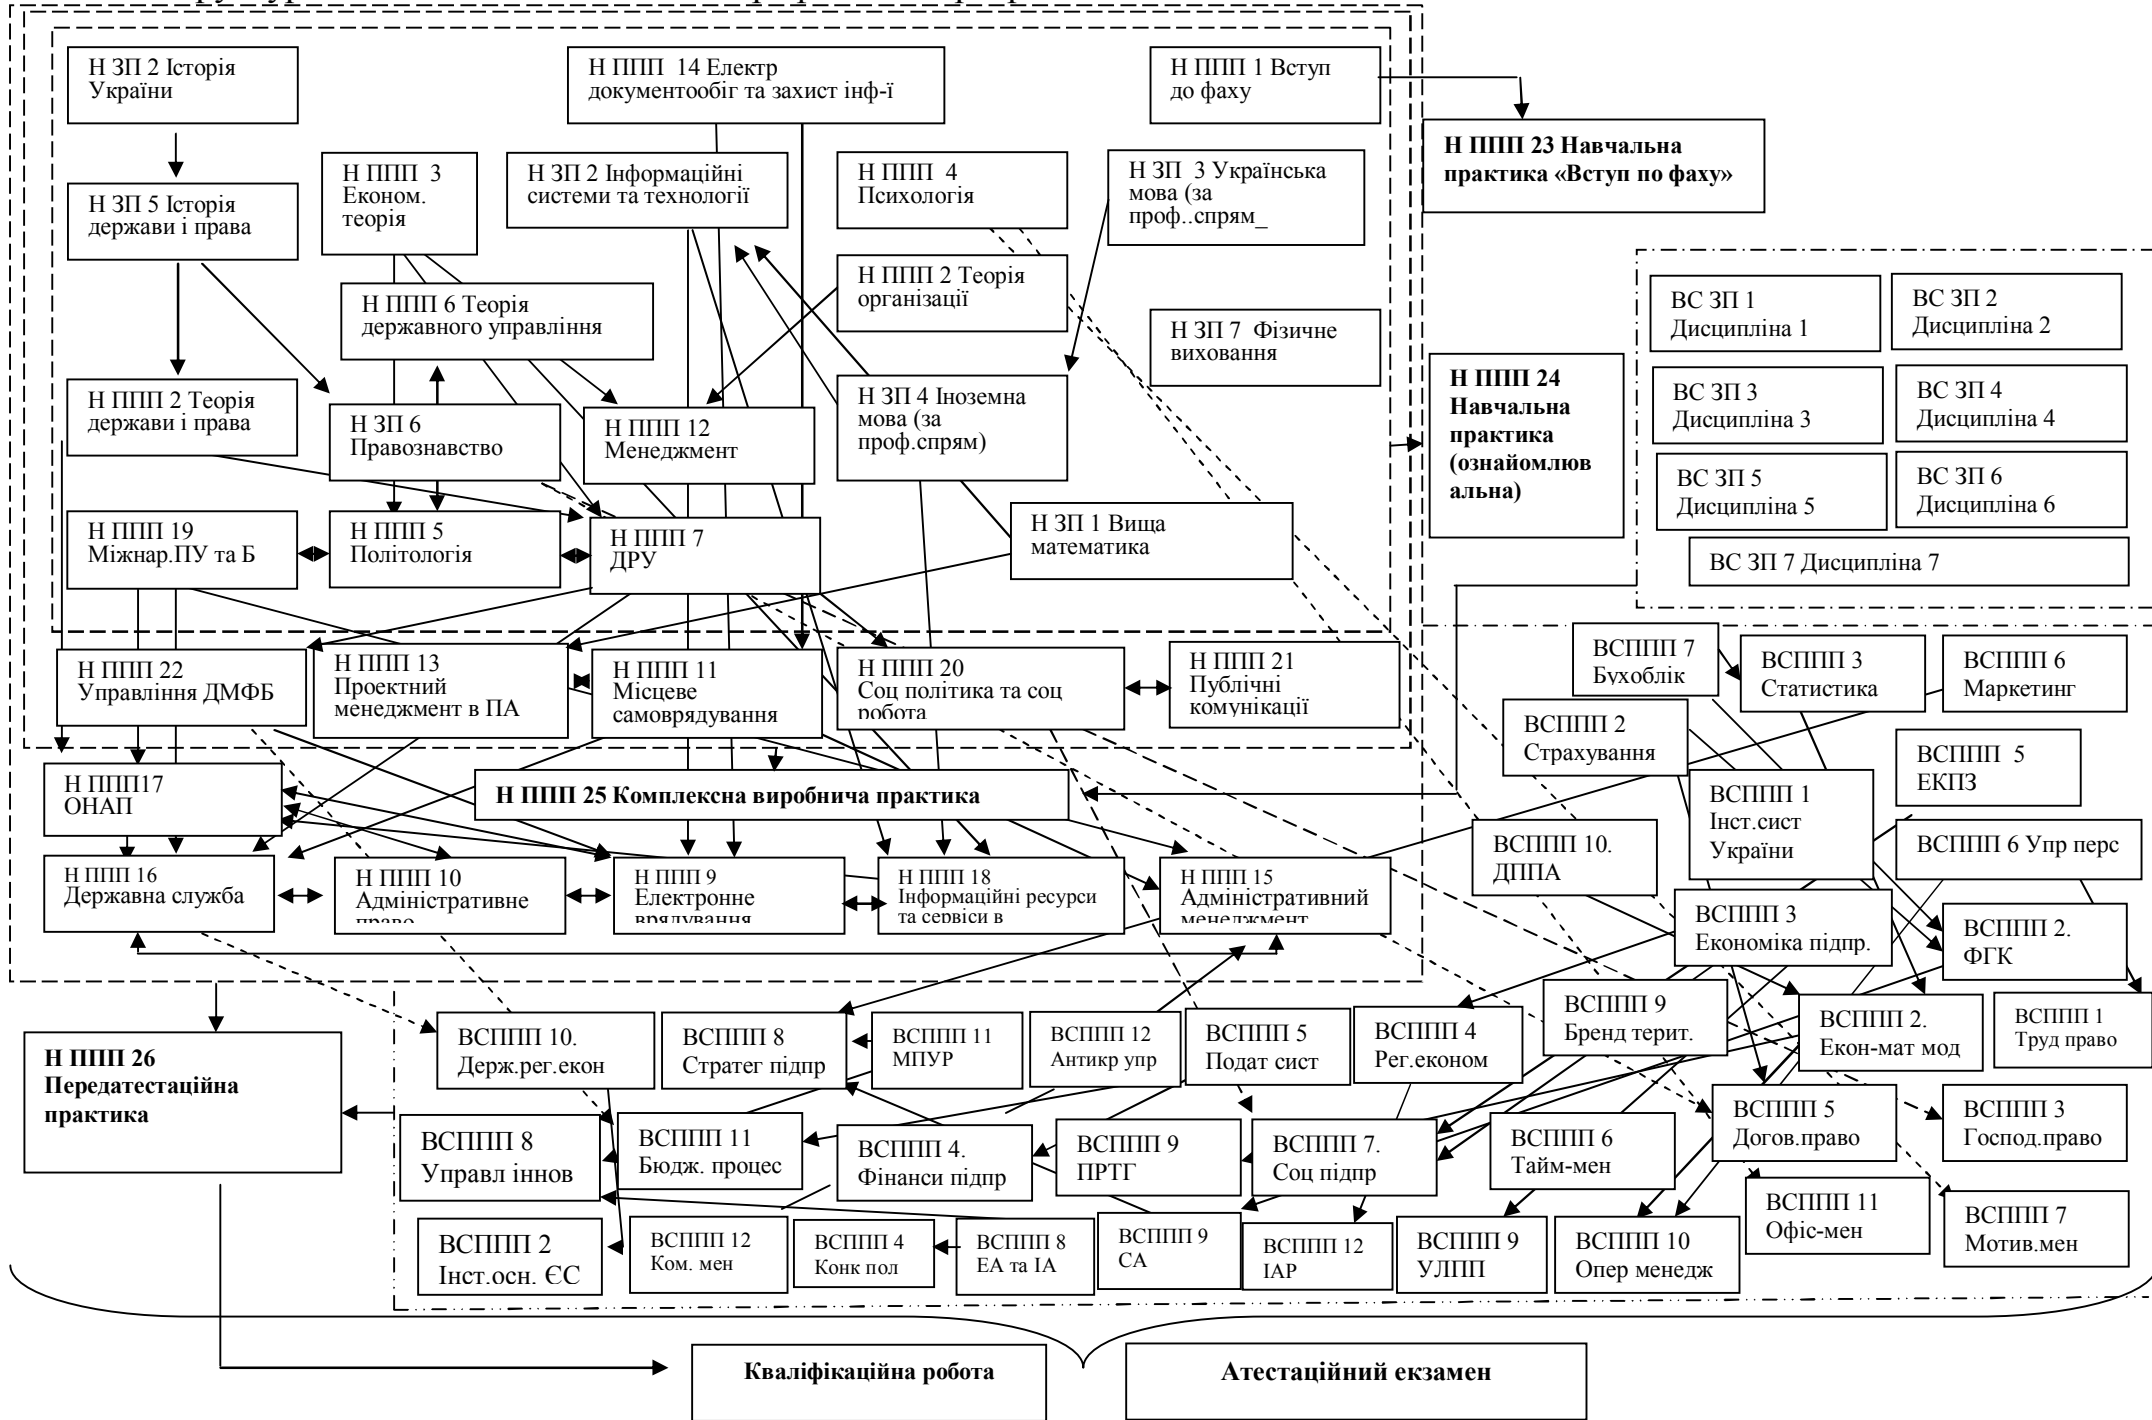 Н ЗП 2 Історія
України
Н ППП 14 Електр
документообіг та захист інф-ї
Н ППП 1 Вступ
до фаху
Н ППП 23 Навчальна
практика «Вступ по фаху»
Н ЗП 5 Історія
держави і права
Н ППП 3
Економ.
теорія
Н ЗП 2 Інформаційні
системи та технології
Н ППП 4
Психологія
Н ЗП 3 Українська
мова (за
проф..спрям_
Н ППП 6 Теорія
державного управління
Н ППП 2 Теорія
організації
Н ЗП 7 Фізичне
виховання
ВС ЗП 1
Дисципліна 1
ВС ЗП 2
Дисципліна 2
ВС ЗП 3
Дисципліна 3
ВС ЗП 4
Дисципліна 4
ВС ЗП 5
Дисципліна 5
ВС ЗП 6
Дисципліна 6
ВС ЗП 7 Дисципліна 7
Н ППП 2 Теорія
держави і права
Н ЗП 6
Правознавство
Н ППП 12
Менеджмент
Н ЗП 4 Іноземна
мова (за
проф.спрям)
Н ППП 24
Навчальна
практика
(ознайомлюв
альна)
Н ППП 19
Міжнар.ПУ та Б
Н ППП 5
Політологія
Н ППП 7
ДРУ
Н ЗП 1 Вища
математика
Н ППП 22
Управління ДМФБ
Н ППП 13
Проектний
менеджмент в ПА
Н ППП 11
Місцеве
самоврядування
Н ППП 20
Соц політика та соц
робота
Н ППП 21
Публічні
комунікації
ВСППП 7
Бухоблік
ВСППП 3
Статистика
ВСППП 6
Маркетинг
ВСППП 2
Страхування
ВСППП 5
ЕКПЗ
Н ППП17
ОНАП
Н ППП 25 Комплексна виробнича практика
ВСППП 1
Інст.сист
України
ВСППП 10.
ДППА
ВСППП 6 Упр перс
Н ППП 16
Державна служба
Н ППП 10
Адміністративне
право
Н ППП 9
Електронне
врядування
Н ППП 18
Інформаційні ресурси
та сервіси в
Н ППП 15
Адміністративний
менеджмент
ВСППП 3
Економіка підпр.
ВСППП 2.
ФГК
Н ППП 26
Передатестаційна
практика
ВСППП 10.
Держ.рег.екон
ВСППП 8
Стратег підпр
ВСППП 11
МПУР
ВСППП 12
Антикр упр
ВСППП 5
Подат сист
ВСППП 4
Рег.економ
ВСППП 9
Бренд терит.
ВСППП 2.
Екон-мат мод
ВСППП 1
Труд право
ВСППП 8
Управл іннов
ВСППП 11
Бюдж. процес
ВСППП 4.
Фінанси підпр
ВСППП 9
ПРТГ
ВСППП 7.
Соц підпр
ВСППП 6
Тайм-мен
ВСППП 5
Догов.право
ВСППП 3
Господ.право
ВСППП 2
Інст.осн. ЄС
ВСППП 12
Ком. мен
ВСППП 4
Конк пол
ВСППП 8
ЕА та ІА
ВСППП 9
СА
ВСППП 12
ІАР
ВСППП 9
УЛПП
ВСППП 10
Опер менедж
ВСППП 11
Офіс-мен
ВСППП 7
Мотив.мен
Кваліфікаційна робота
Атестаційний екзамен